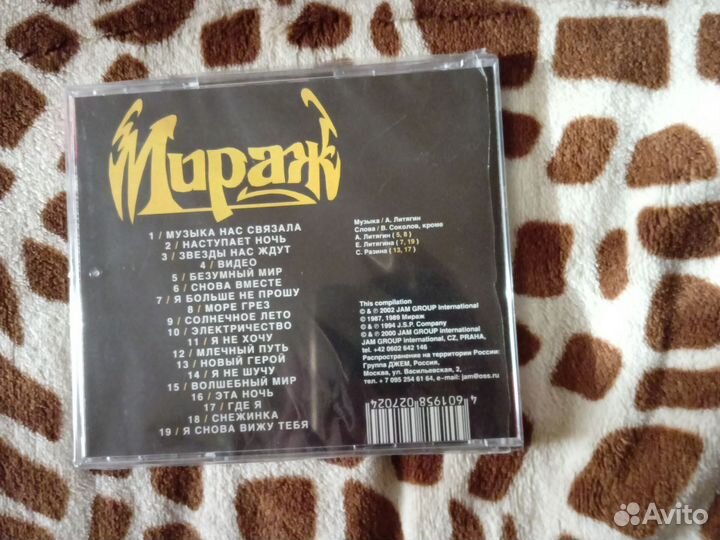 Мираж
1 / МУЗЫКА НАС СВЯЗАЛА
2 / НАСТУПАЕТ НОЧЬ
3 / ЗВЕЗДЫ НАС ЖДУТ
4 / ВИДЕО
5 / БЕЗУМНЫЙ МИР
6 / СНОВА ВМЕСТЕ
7 / Я БОЛЬШЕ НЕ ПРОШУ
8 / МОРЕ ГРЕЗ
9 / СОЛНЕЧНОЕ ЛЕТО
10 / ЭЛЕКТРИЧЕСТВО
11 / Я НЕ ХОЧУ
12 / МЛЕЧНЫЙ ПУТЬ
13 / НОВЫЙ ГЕРОЙ
14 / Я НЕ ШУЧУ
15 / ВОЛШЕБНЫЙ МИР
16 / ЭТА НОЧЬ
17 / ГДЕ Я
18 / СНЕЖИНКА
19 / Я СНОВА ВИЖУ ТЕБЯ
Музыка / А. Литягин
Слова / В. Соколов, кроме
А. Литягин ( 5, 8 )
Е. Литягина ( 7, 19 )
С. Разина ( 13, 17 )
This compilation
© & ℗ 2002 JAM GROUP International
© 1987, 1989 Мираж
© & ℗ 1994 J.S.P. Company
© & ℗ 2000 JAM GROUP International
JAM GROUP International, CZ, PRAHA,
tel. +42 0602 642 146
Распространение на территории России:
Группа ДЖЕМ, Россия,
Москва, ул. Васильевская, 2,
тел. + 7 095 254 61 64, e-mail: jam@oss.ru
4 601958 027024
Avito